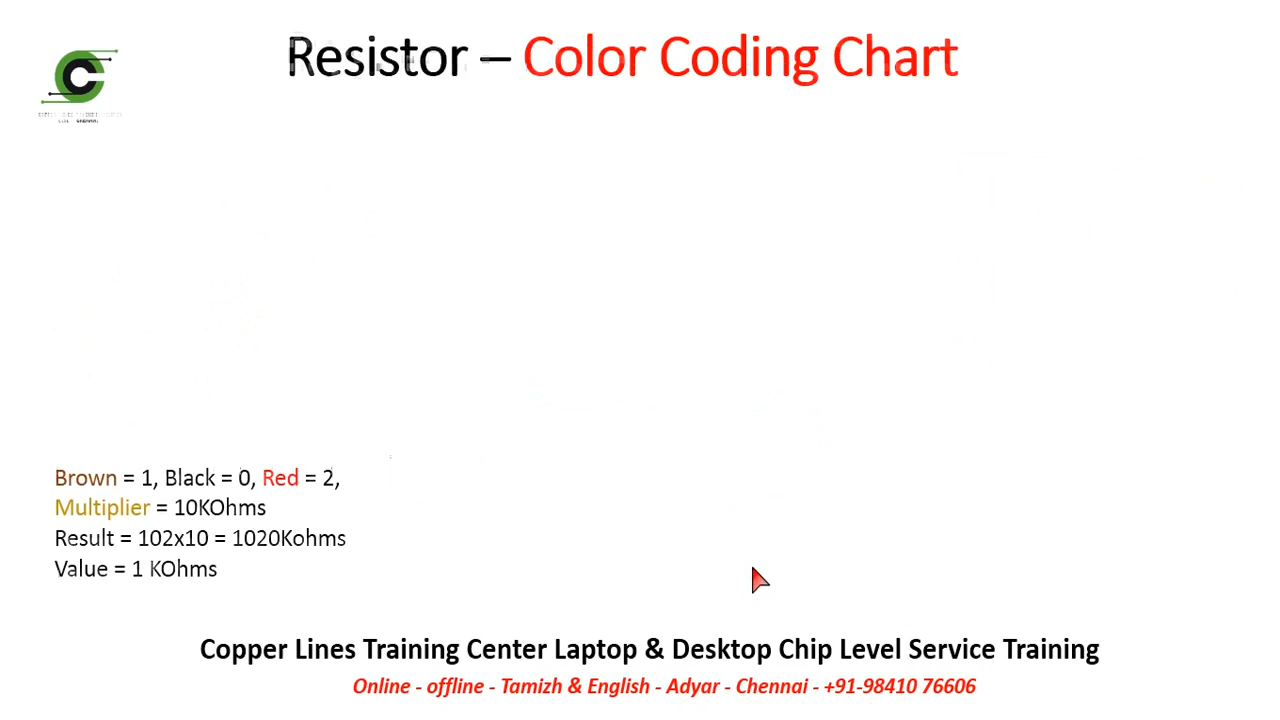 Resistor – Color Coding Chart
Brown = 1, Black = 0, Red = 2,
Multiplier = 10KOhms
Result = 102x10 = 1020Kohms
Value = 1 KOhms
Copper Lines Training Center Laptop & Desktop Chip Level Service Training
Online - offline - Tamizh & English - Adyar - Chennai - +91-98410 76606